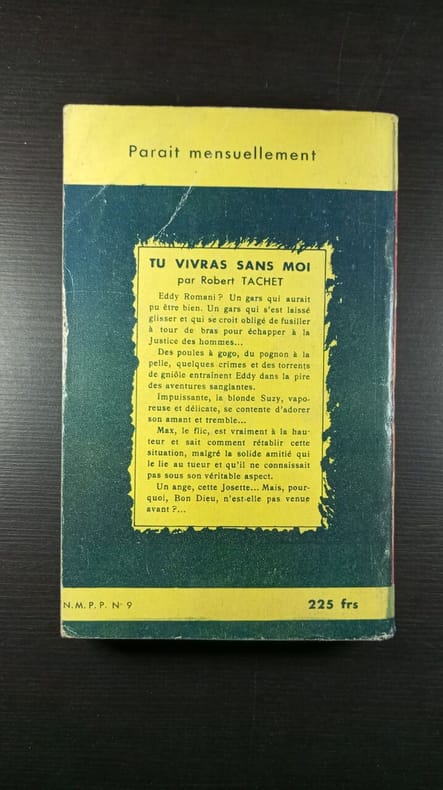 Parait mensuellement
TU VIVRAS SANS MOI
par Robert TACHET
Eddy Romani ? Un gars qui aurait
pu être bien. Un gars qui s'est laissé
glisser et qui se croit obligé de fusiller
à tour de bras pour échapper à la
Justice des hommes...
Des poules à gogo, du pognon à la
pelle, quelques crimes et des torrents
de gniôle entraînent Eddy dans la pire
des aventures sanglantes.
Impuissante, la blonde Suzy, vapo-
reuse et délicate, se contente d'adorer
son amant et tremble...
Max, le flic, est vraiment à la hau-
teur et sait comment rétablir cette
situation, malgré la solide amitié qui
le lie au tueur et qu'il ne connaissait
pas sous son véritable aspect.
Un ange, cette Josette... Mais, pour-
quoi, Bon Dieu, n'est-elle pas venue
avant ?...
N.M.P.P. N° 9
225 frs